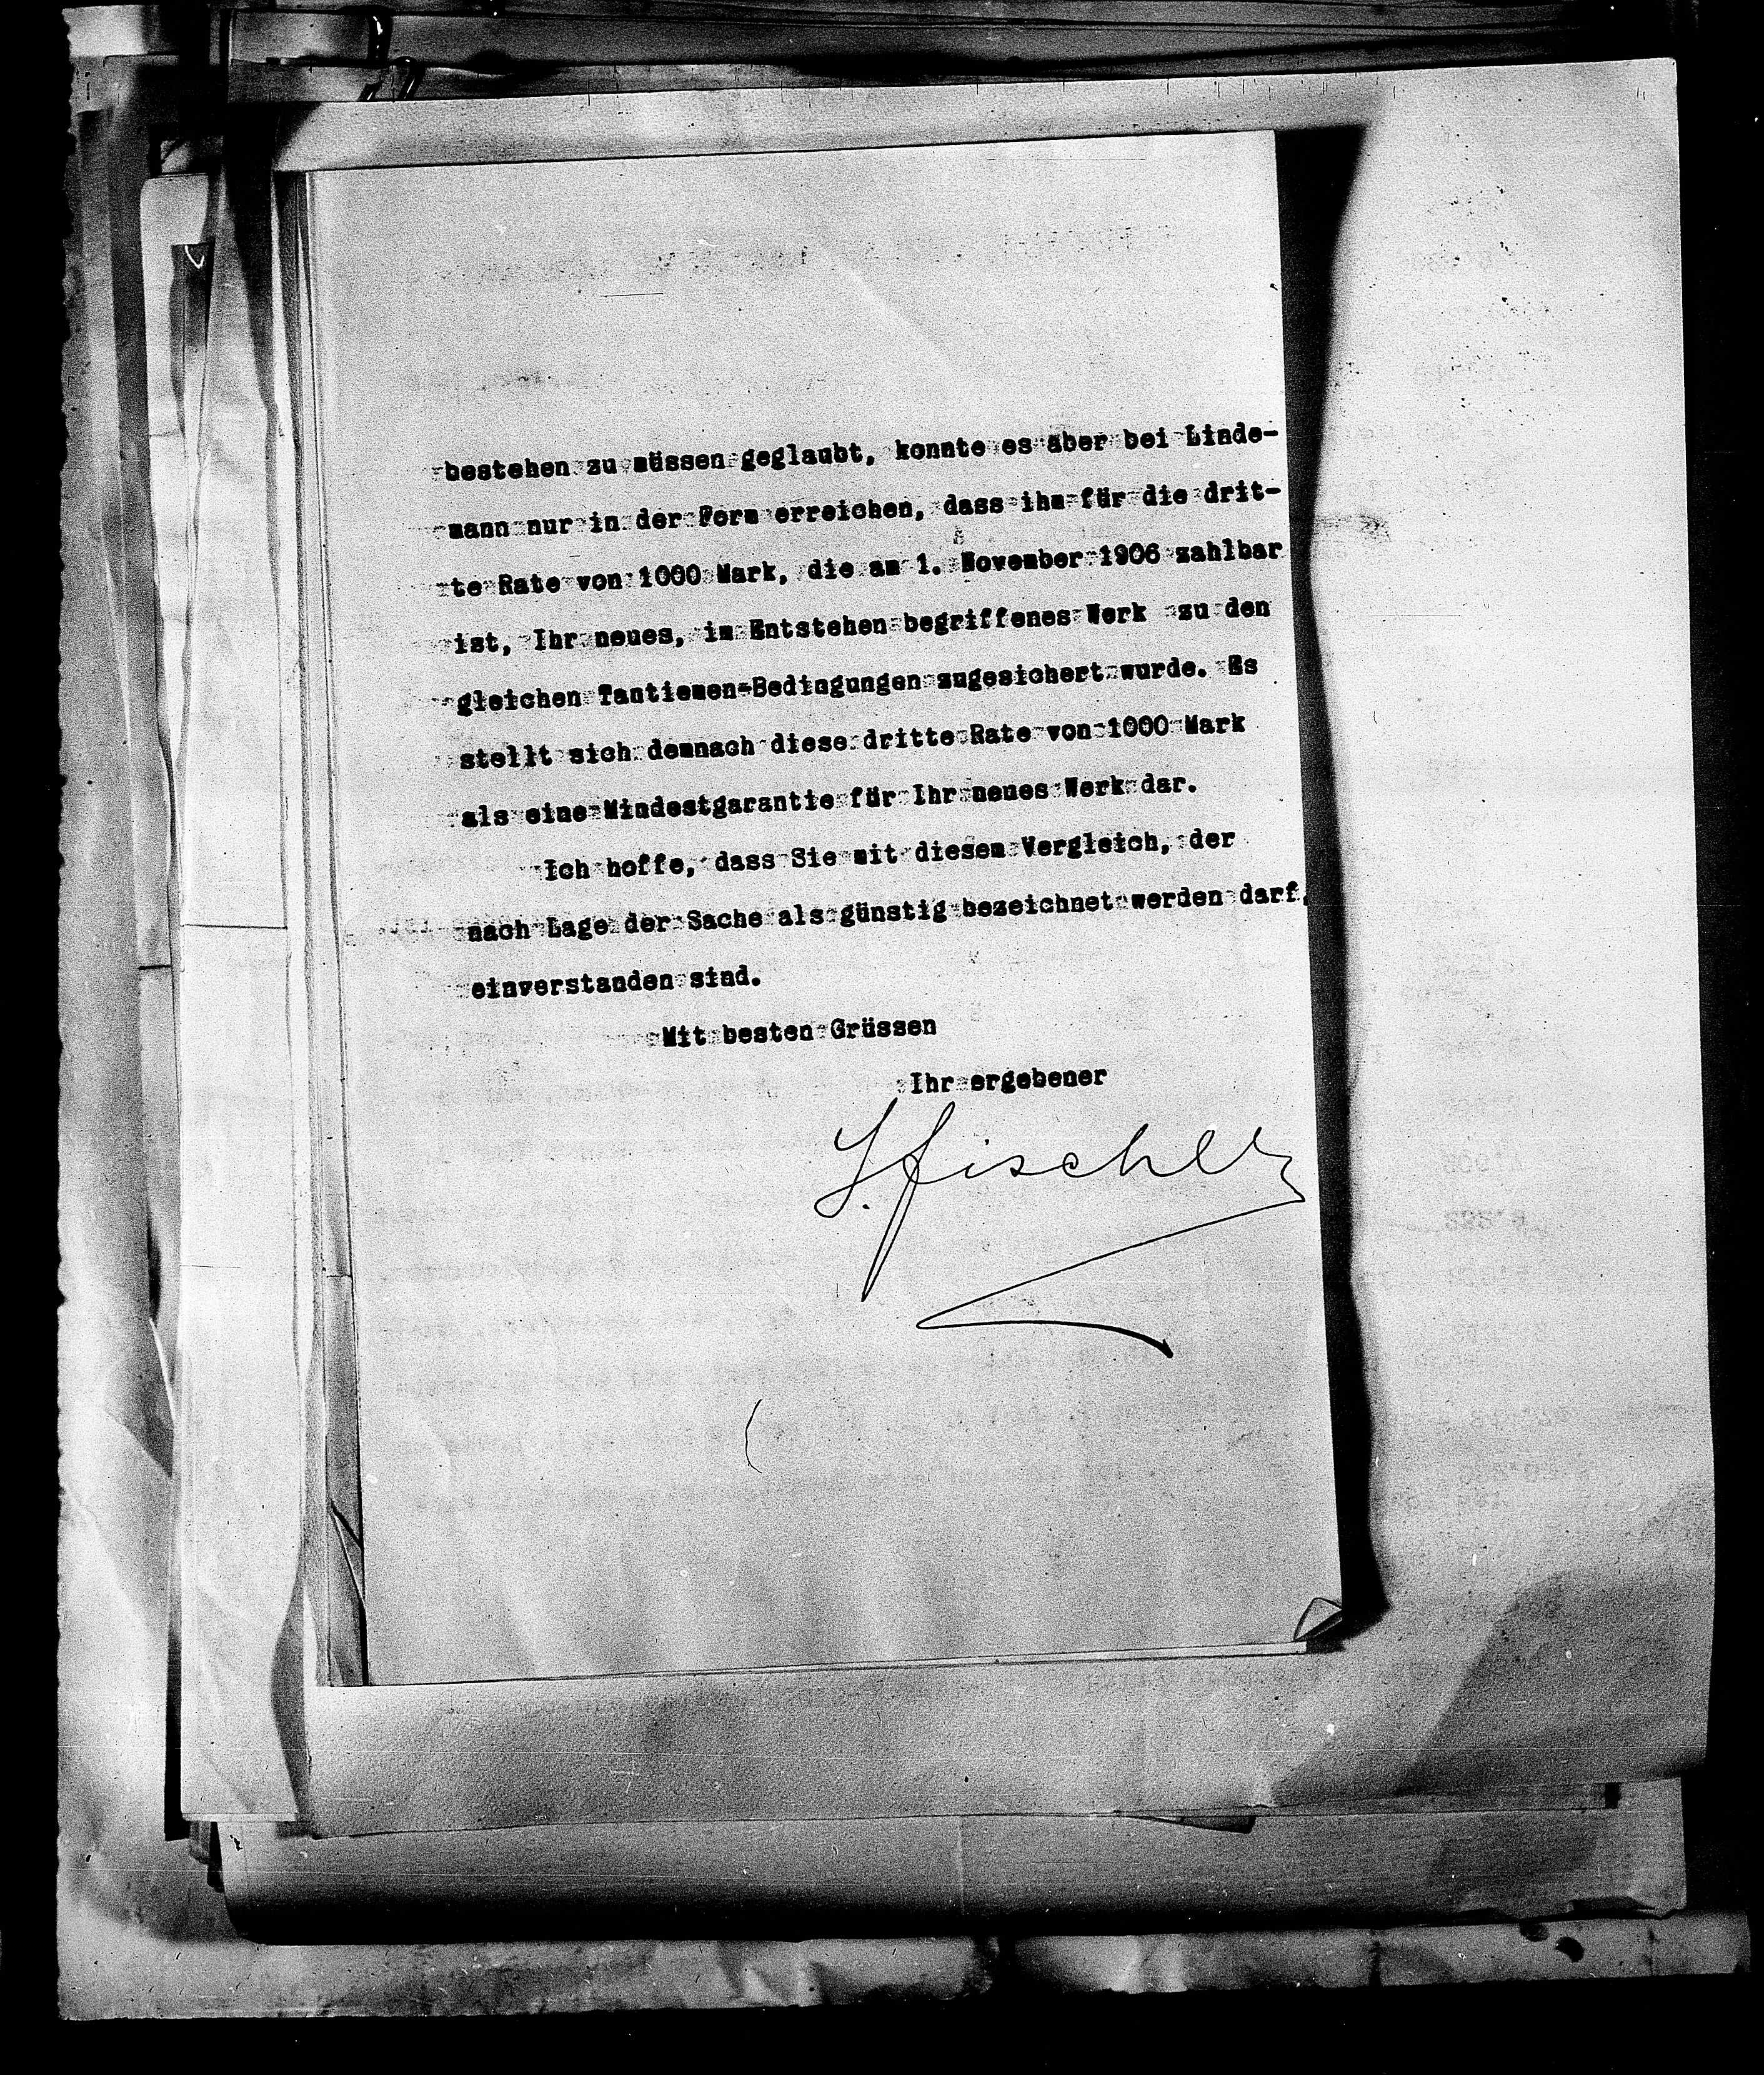 bestehen zu müssen geglaubt, konnte es aber bei Linde-
mann nur in der Form erreichen, dass ihm für die drit-
te Rate von 1000 Mark, die am 1. November 1906 zahlbar
ist, Ihr neues, im Entstehen begriffenes Werk zu den
gleichen Tantiemen-Bedingungen zugesichert wurde. Es
stellt sich demnach diese dritte Rate von 1000 Mark
als eine Mindestgarantie für Ihr neues Werk dar.
Ich hoffe, dass Sie mit diesem Vergleich, der
nach Lage der Sache als günstig bezeichnet werden darf,
einverstanden sind.
Mit besten Grüssen
Ihr ergebener
S. Fischer